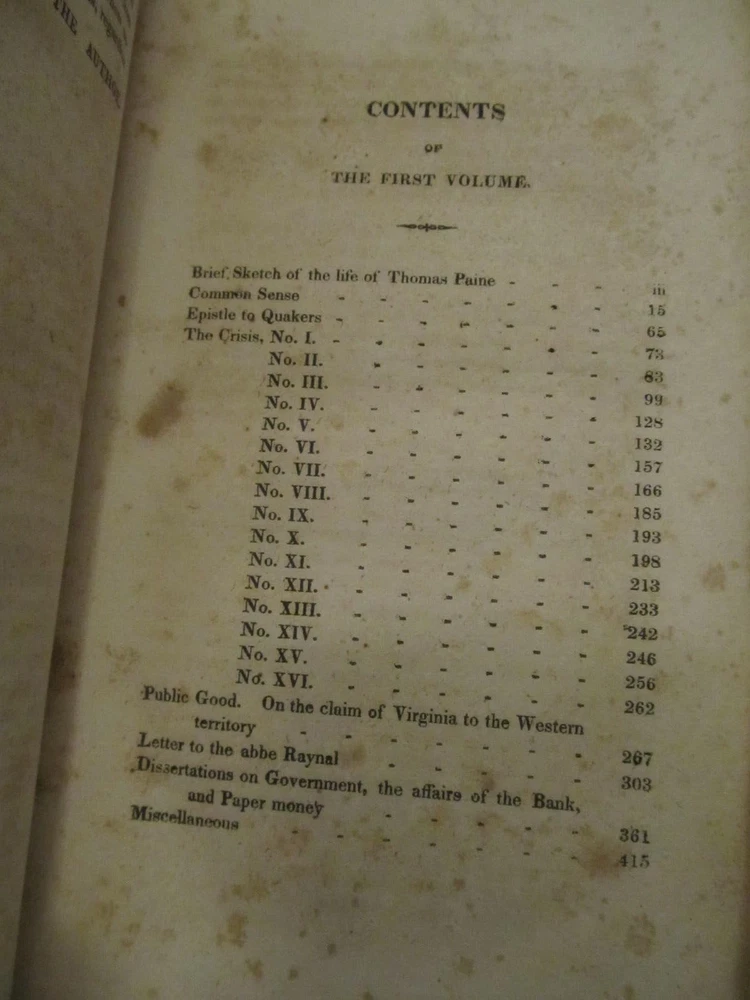 THE AUTHOR.
CONTENTS
OF
THE FIRST VOLUME.
Brief Sketch of the life of Thomas Paine - - - - iii
Common Sense - - - - - - - 15
Epistle to Quakers - - - - - - - 65
The Crisis, No. I. - - - - - - - 73
No. II. - - - - - - 83
No. III. - - - - - - 99
No. IV. - - - - - - 128
No. V. - - - - - - 132
No. VI. - - - - - - 157
No. VII. - - - - - - 166
No. VIII. - - - - - - 185
No. IX. - - - - - - 193
No. X. - - - - - - 198
No. XI. - - - - - - 213
No. XII. - - - - - - 233
No. XIII. - - - - - - 242
No. XIV. - - - - - - 246
No. XV. - - - - - - 256
No. XVI. - - - - - - 262
Public Good. On the claim of Virginia to the Western
territory - - - - - - - 267
Letter to the abbe Raynal - - - - - - 303
Dissertations on Government, the affairs of the Bank,
and Paper money - - - - - 361
Miscellaneous - - - - - - - 415